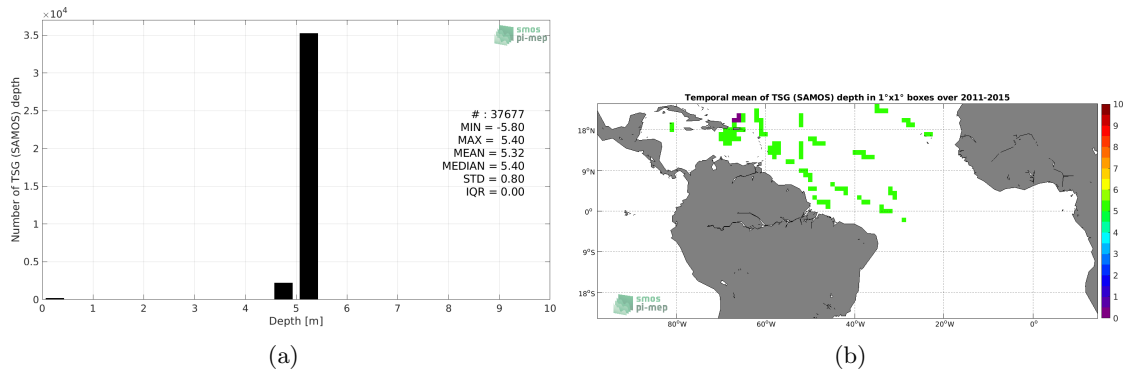 ×10⁴
3.5
3
2.5
2
1.5
1
0.5
0
Number of TSG (SAMOS) depth
smos
pi-mep
# : 37677
MIN = -5.80
MAX = 5.40
MEAN = 5.32
MEDIAN = 5.40
STD = 0.80
IQR = 0.00
0 1 2 3 4 5 6 7 8 9 10
Depth [m]
(a)
Temporal mean of TSG (SAMOS) depth in 1°x1° boxes over 2011-2015
18°N
9°N
0°
9°S
18°S
smos
pi-mep
80°W 60°W 40°W 20°W 0°
10
9
8
7
6
5
4
3
2
1
0
(b)